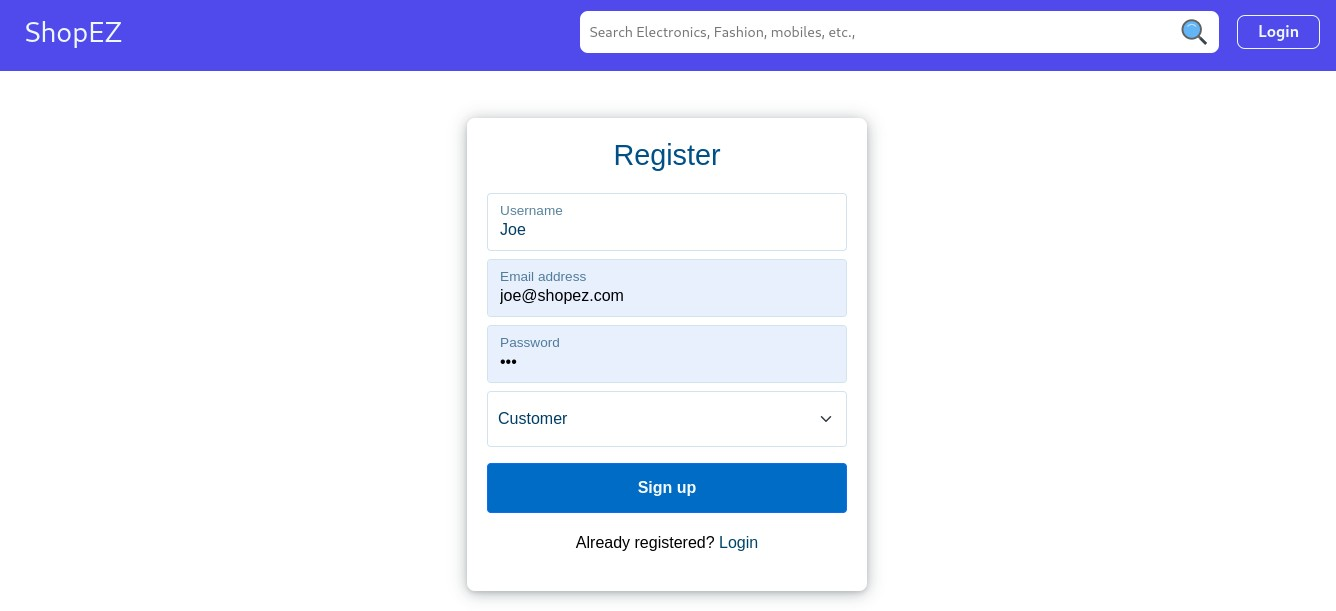 ShopEZ
Search Electronics, Fashion, mobiles, etc.,
Login
Register
Username
Joe
Email address
joe@shopez.com
Password
•••
Customer
Sign up
Already registered? Login